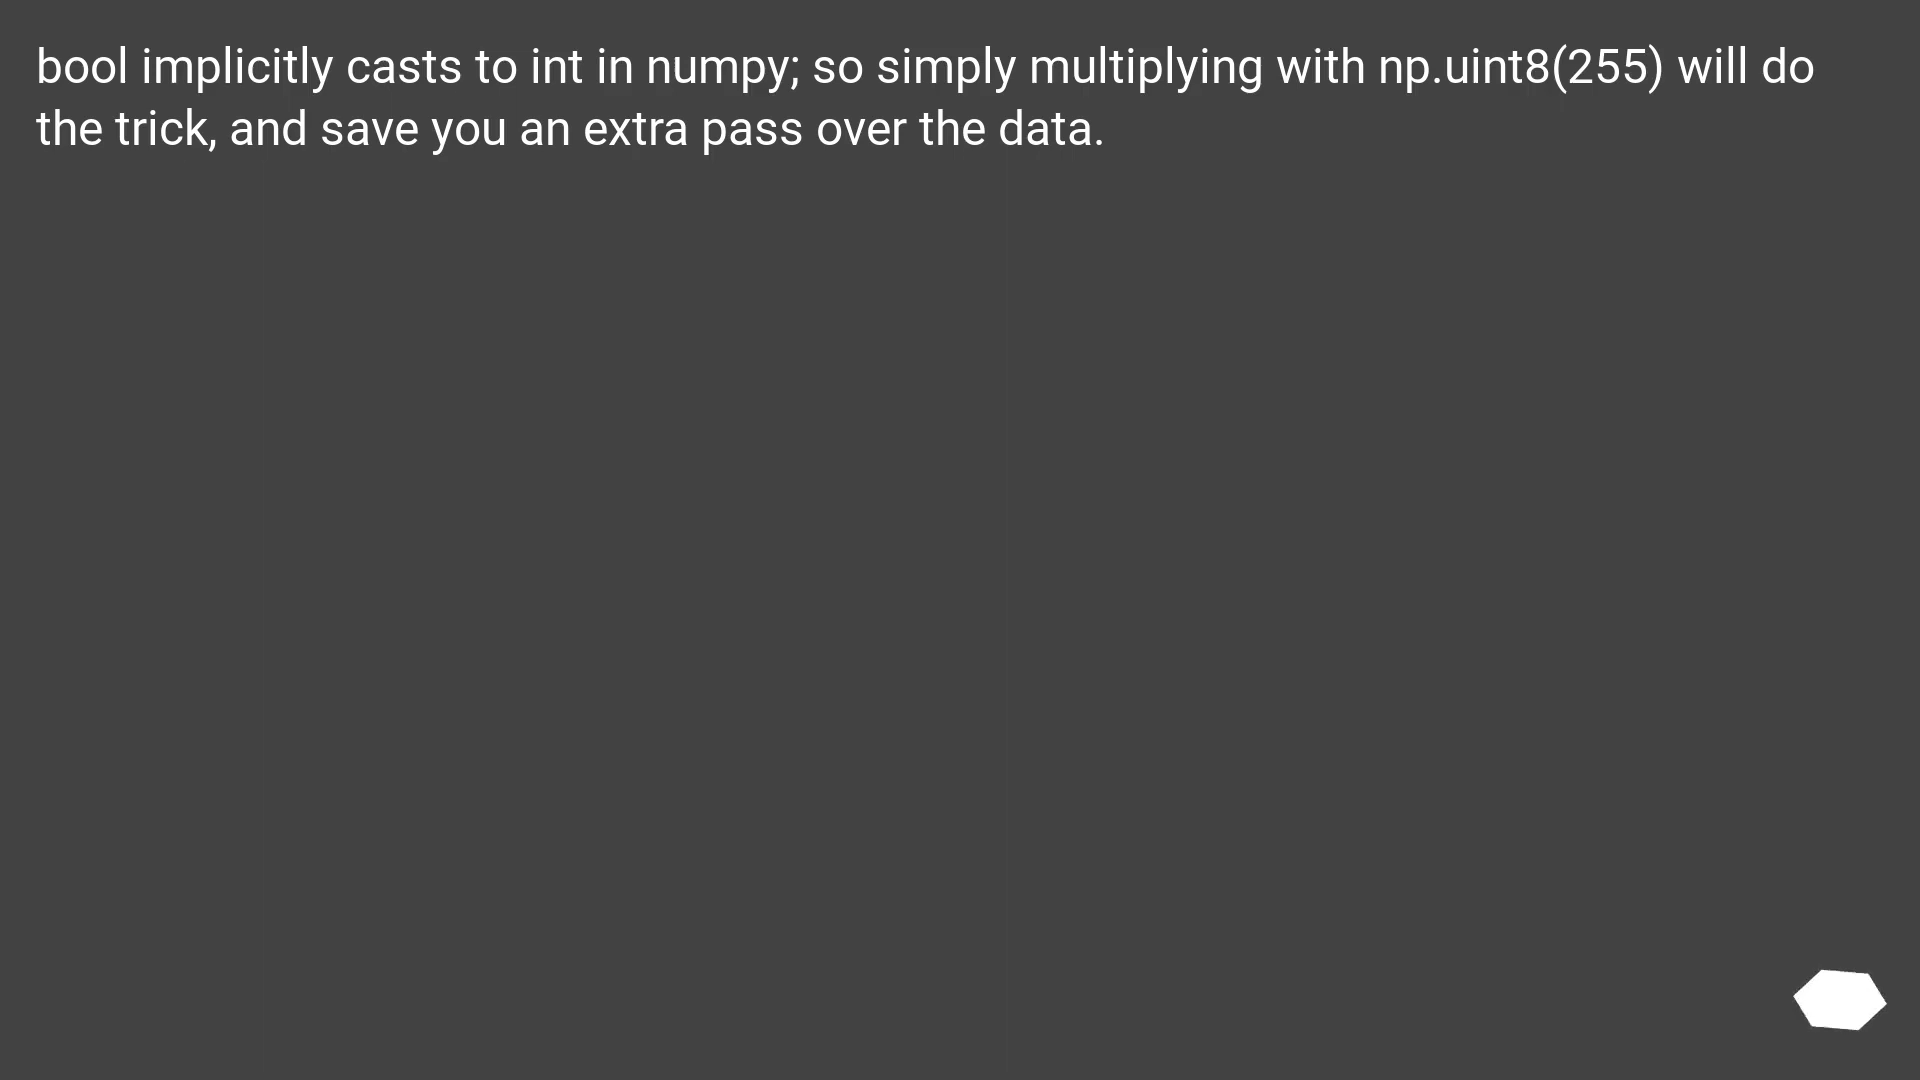 bool implicitly casts to int in numpy; so simply multiplying with np.uint8(255) will do
the trick, and save you an extra pass over the data.